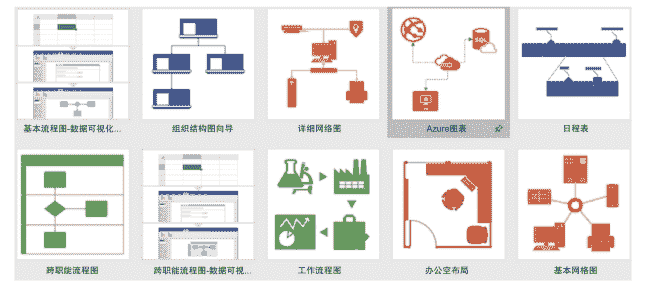 基本流程图-数据可视化...
组织结构图向导
详细网络图
Azure图表
日程表
SQL
跨职能流程图
跨职能流程图-数据可视...
工作流程图
办公空布局
基本网络图